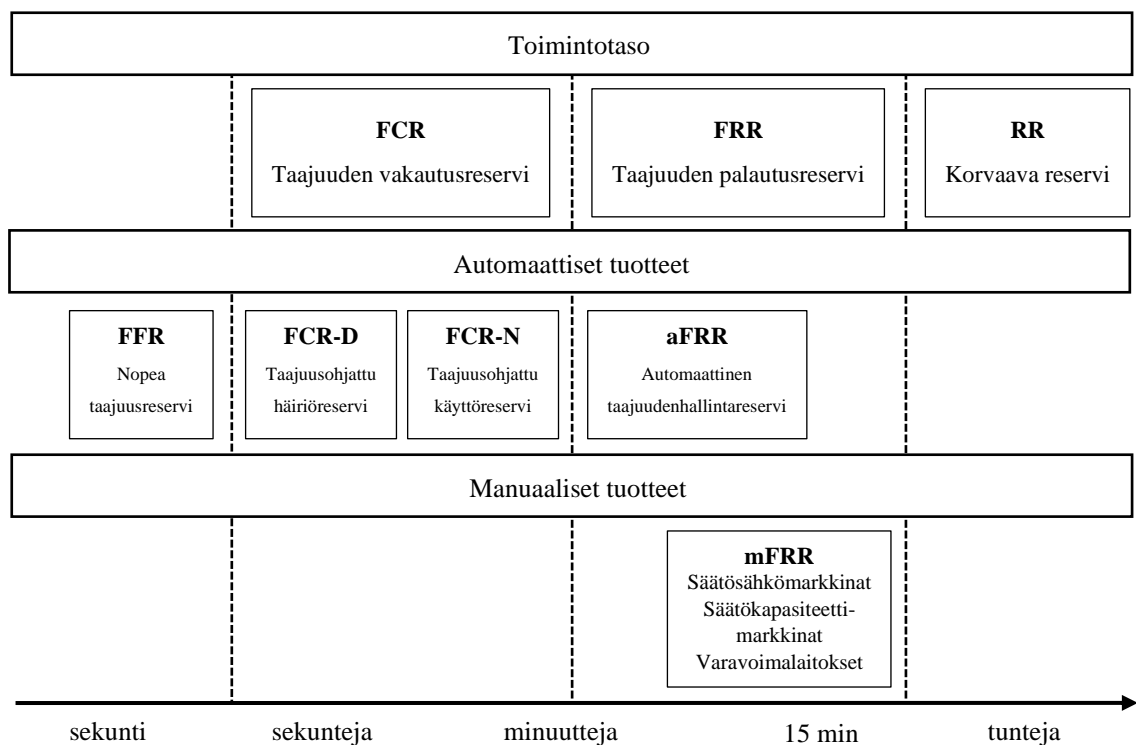 Toimintotaso
FCR
Taajuuden vakautusreservi
FRR
Taajuuden palautusreservi
RR
Korvaava reservi
Automaattiset tuotteet
FFR
Nopea
taajuusreservi
FCR-D
Taajuusohjattu
häiriöreservi
FCR-N
Taajuusohjattu
käyttöreservi
aFRR
Automaattinen
taajuudenhallintareservi
Manuaaliset tuotteet
mFRR
Säätösähkömarkkinat
Säätökapasiteetti-
markkinat
Varavoimalaitokset
sekunti
sekunteja
minuutteja
15 min
tunteja